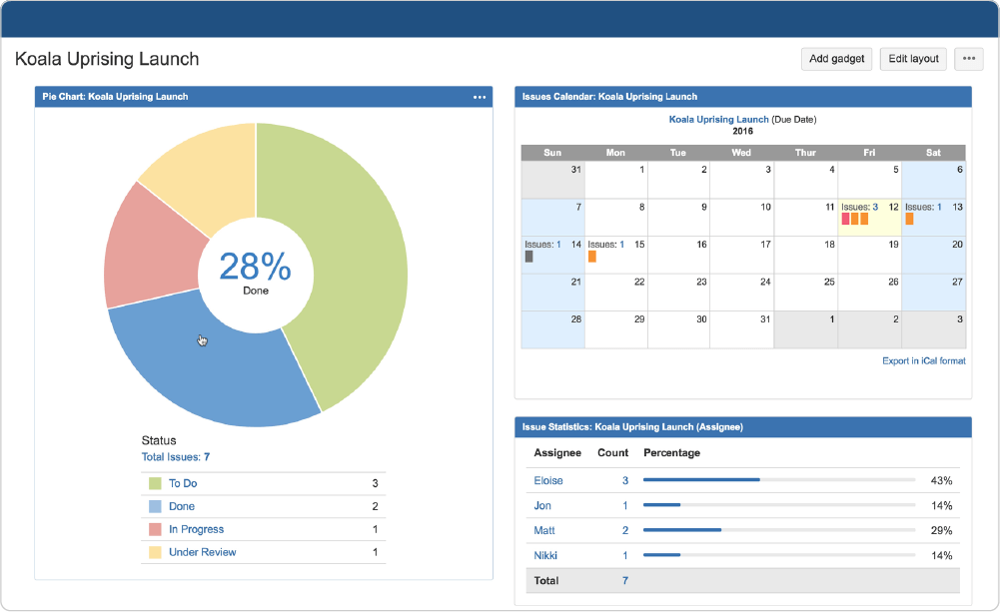 Koala Uprising Launch
Add gadget Edit layout •••
Pie Chart: Koala Uprising Launch •••
28%
Done
Status
Total Issues: 7
To Do 3
Done 2
In Progress 1
Under Review 1
Issues Calendar: Koala Uprising Launch
Koala Uprising Launch (Due Date)
2016
Sun Mon Tue Wed Thur Fri Sat
31 1 2 3 4 5 6
7 8 9 10 11 Issues: 3 12 Issues: 1 13
Issues: 1 14 Issues: 1 15 16 17 18 19 20
21 22 23 24 25 26 27
28 29 30 31 1 2 3
Export in iCal format
Issue Statistics: Koala Uprising Launch (Assignee)
Assignee Count Percentage
Eloise 3 43%
Jon 1 14%
Matt 2 29%
Nikki 1 14%
Total 7